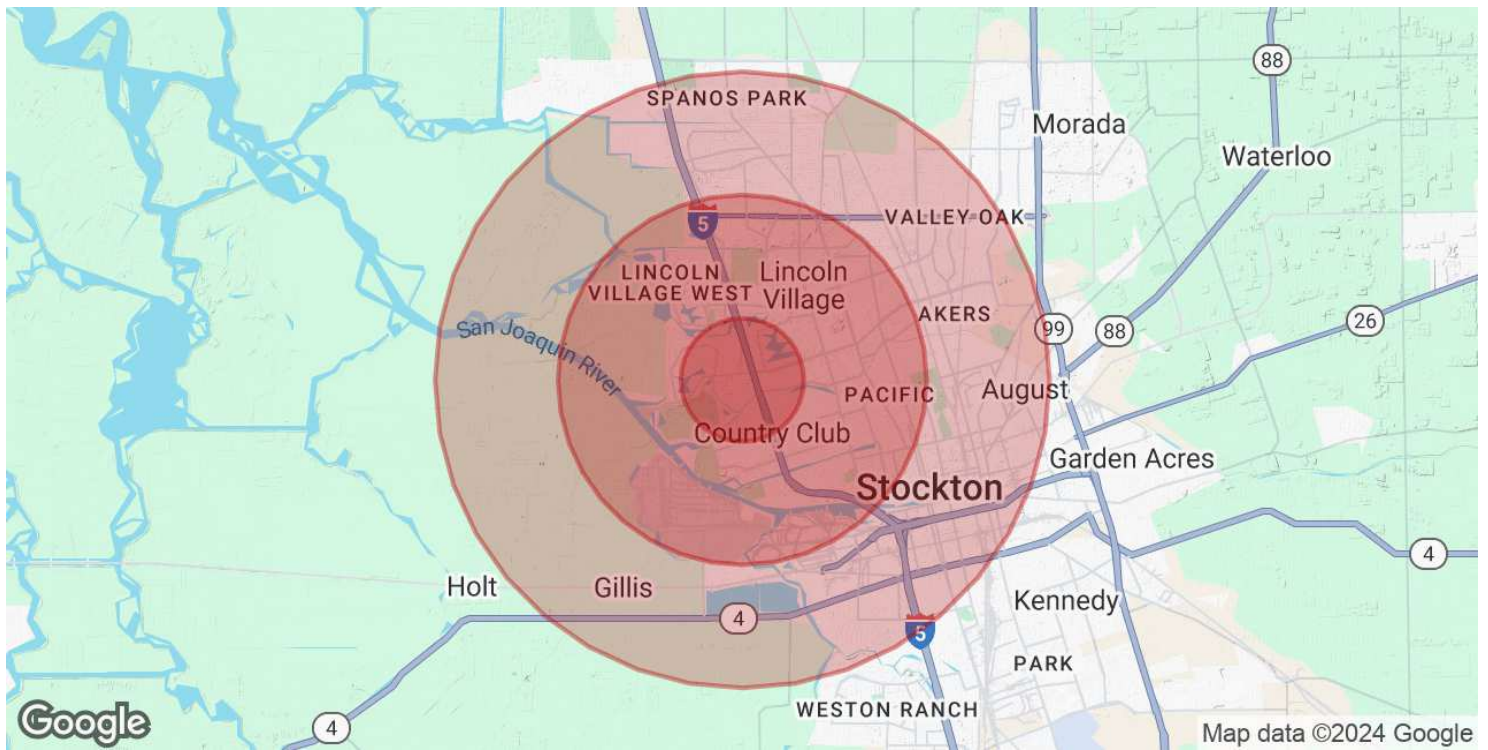 88
SPANOS PARK
Morada
Waterloo
5
VALLEY OAK
LINCOLN
VILLAGE WEST
Lincoln
Village
AKERS
26
San Joaquin River
99
88
PACIFIC
August
Country Club
Garden Acres
Stockton
4
Holt
Gillis
Kennedy
4
5
PARK
WESTON RANCH
4
Google
Map data ©2024 Google